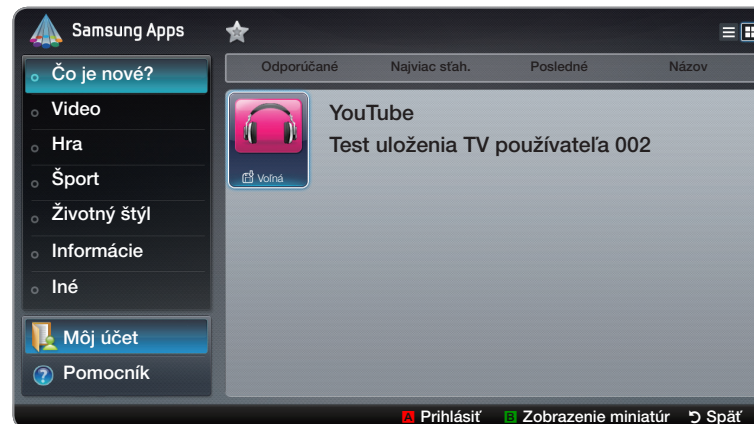 Samsung Apps
Čo je nové?
Video
Hra
Šport
Životný štýl
Informácie
Iné
Môj účet
Pomocník
Odporúčané Najviac sťah. Posledné Názov
YouTube
Test uloženia TV používateľa 002
Voľná
A Prihlásiť B Zobrazenie miniatúr Späť